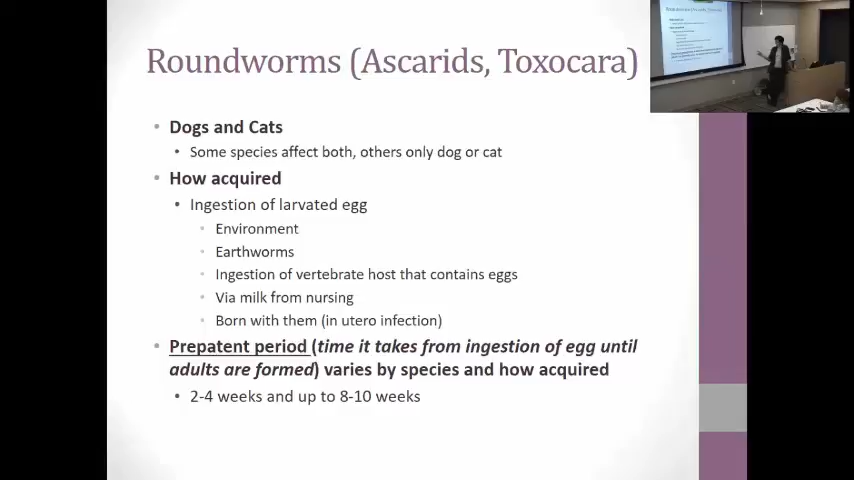 Roundworms (Ascarids, Toxocara)
Dogs and Cats
Some species affect both, others only dog or cat
How acquired
Ingestion of larvated egg
Environment
Earthworms
Ingestion of vertebrate host that contains eggs
Via milk from nursing
Born with them (in utero infection)
Prepatent period (time it takes from ingestion of egg until
adults are formed) varies by species and how acquired
2-4 weeks and up to 8-10 weeks